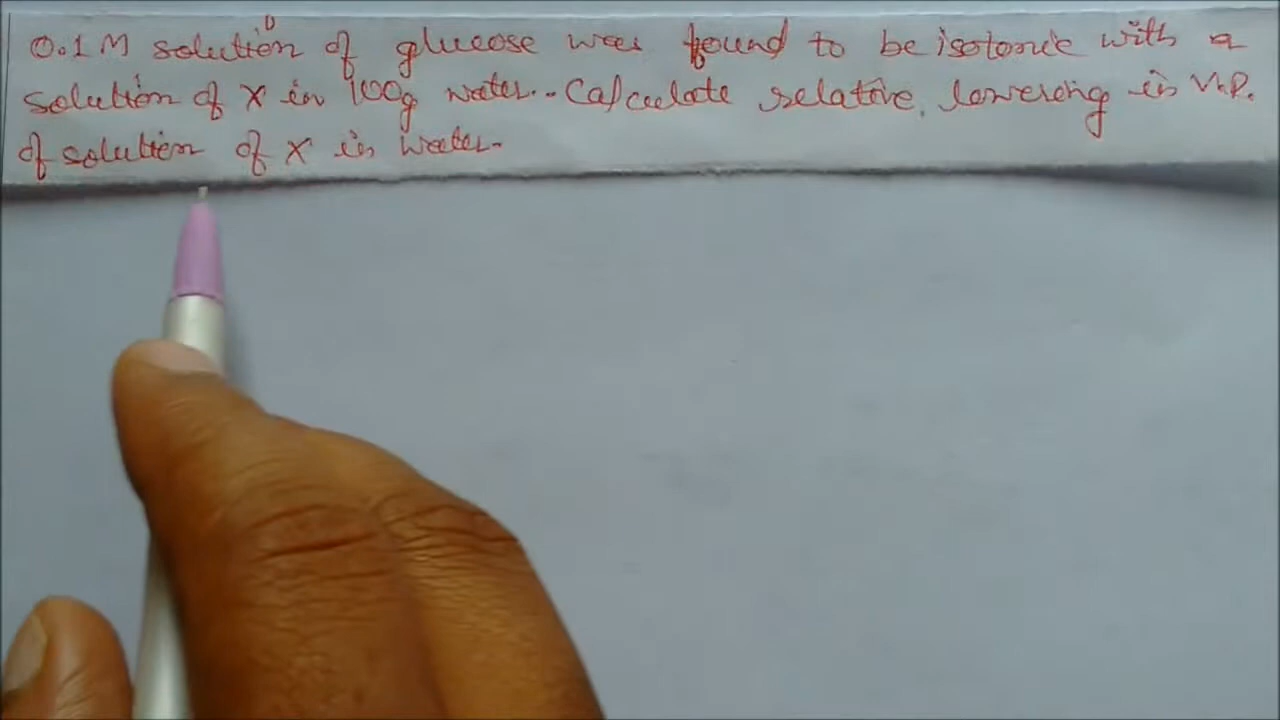 0.1 M solution of glucose was found to be isotonic with a
solution of X in 100g water.. Calculate relative lowering in V.P.
of solution of X in water.